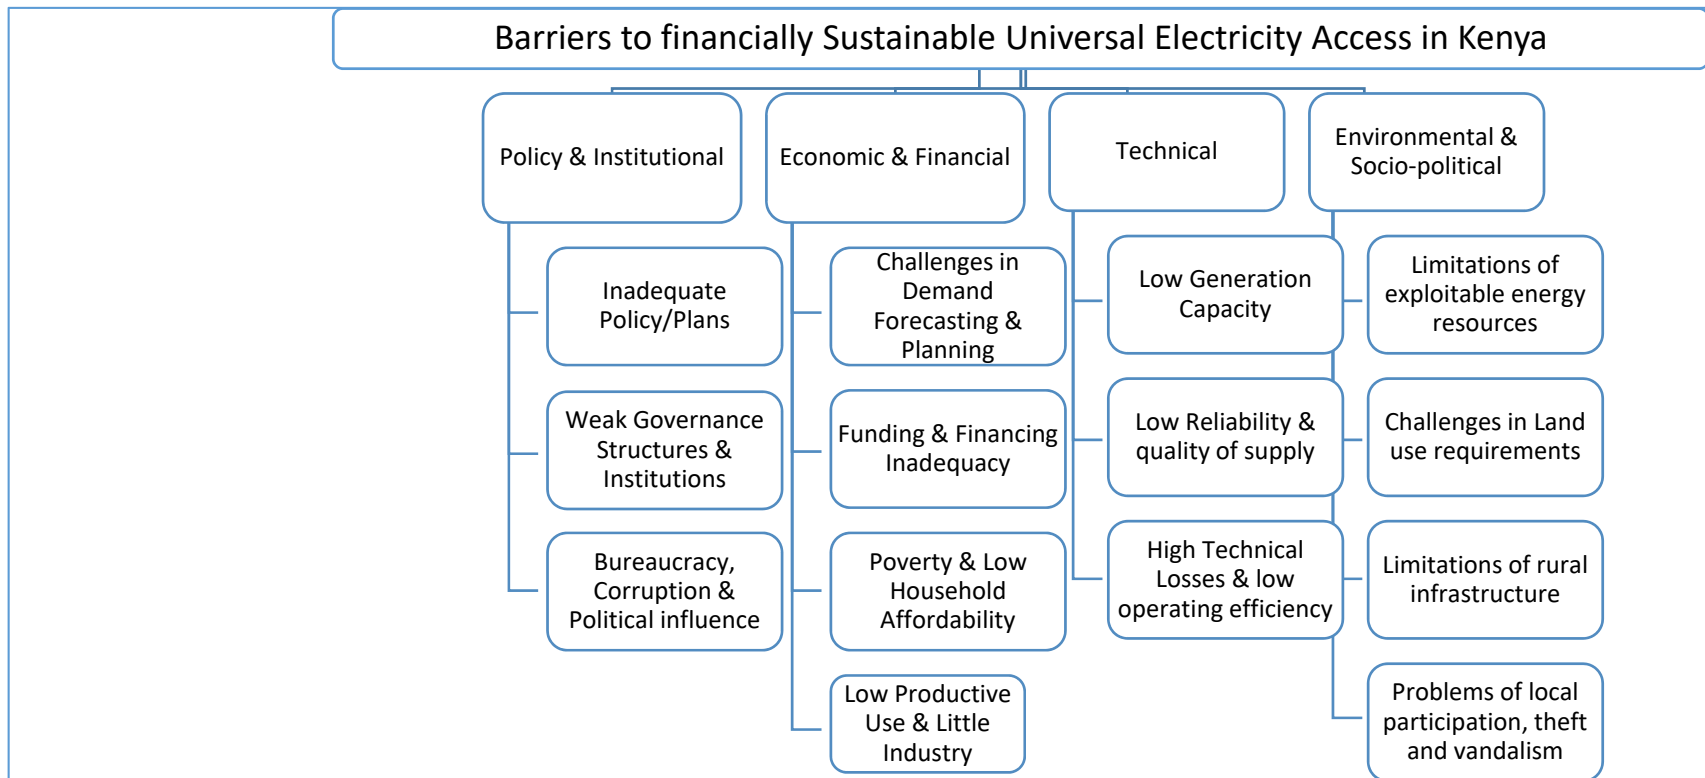 Barriers to financially Sustainable Universal Electricity Access in Kenya
Policy & Institutional
Inadequate
Policy/Plans
Weak Governance
Structures &
Institutions
Bureaucracy,
Corruption &
Political influence
Economic & Financial
Challenges in
Demand
Forecasting &
Planning
Funding & Financing
Inadequacy
Poverty & Low
Household
Affordability
Low Productive
Use & Little
Industry
Technical
Low Generation
Capacity
Low Reliability &
quality of supply
High Technical
Losses & low
operating efficiency
Environmental &
Socio-political
Limitations of
exploitable energy
resources
Challenges in Land
use requirements
Limitations of rural
infrastructure
Problems of local
participation, theft
and vandalism